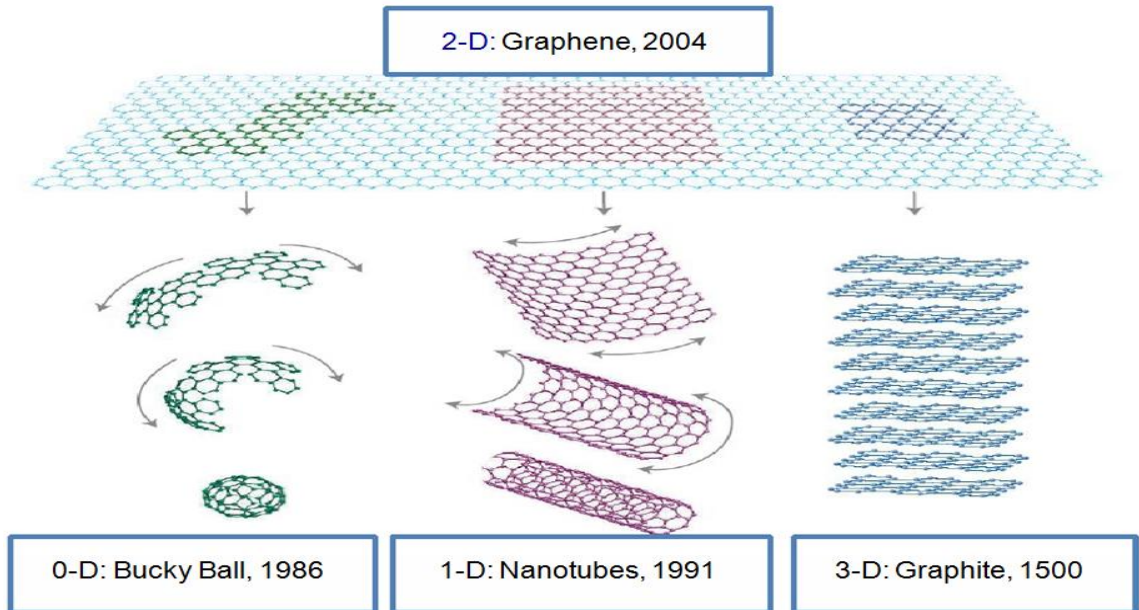 2-D: Graphene, 2004
0-D: Bucky Ball, 1986
1-D: Nanotubes, 1991
3-D: Graphite, 1500